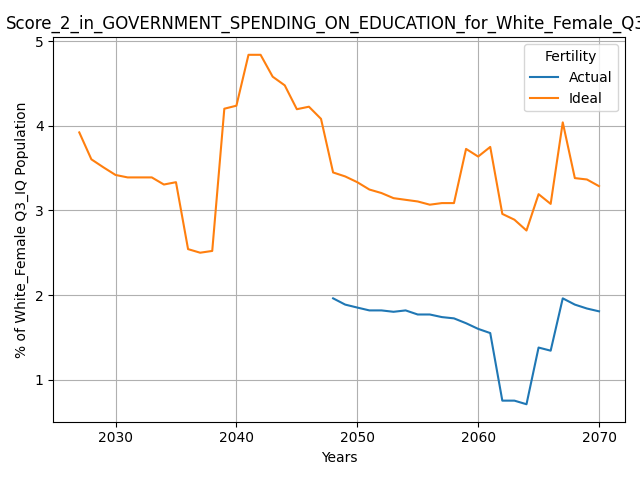 Score_2_in_GOVERNMENT_SPENDING_ON_EDUCATION_for_White_Female_Q3
Fertility
Actual
Ideal
% of White_Female Q3_IQ Population
5
4
3
2
1
2030 2040 2050 2060 2070
Years